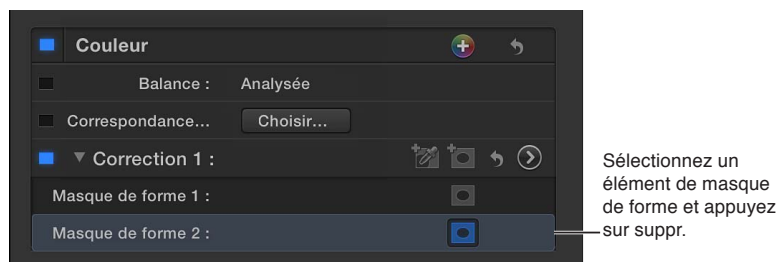 Couleur
Balance : Analysée
Correspondance... Choisir...
Correction 1 :
Masque de forme 1 :
Masque de forme 2 :
Sélectionnez un
élément de masque
de forme et appuyez
sur suppr.